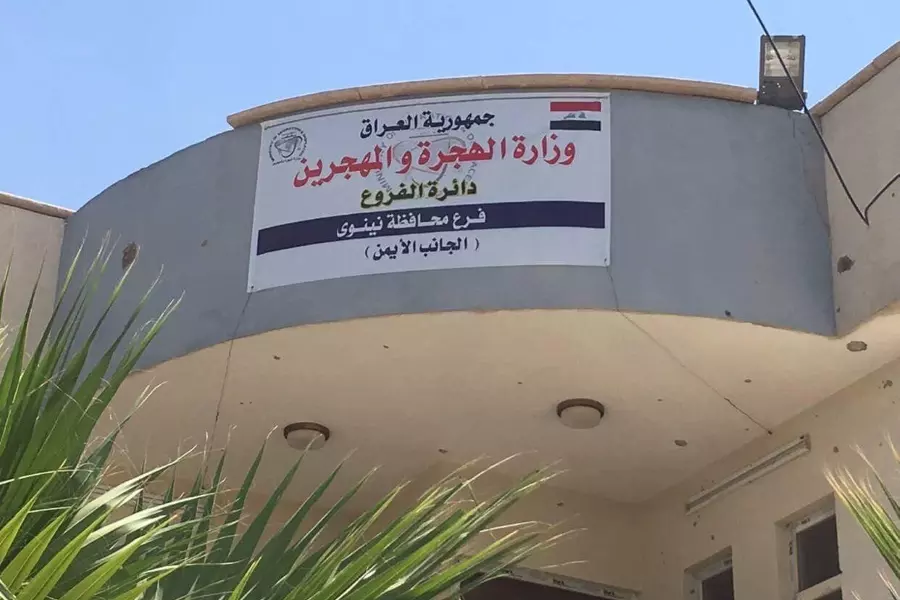 جمهورية العراق
وزارة الهجرة والمهجرين
دائرة الفروع
فرع محافظة نينوى
(الجانب الأيمن)